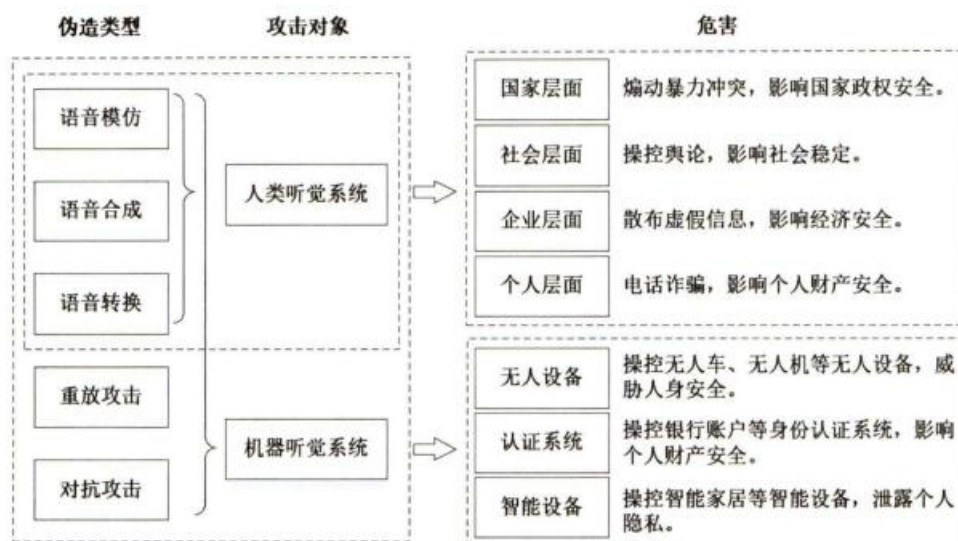 伪造类型
攻击对象
危害
语音模仿
语音合成
语音转换
重放攻击
对抗攻击
人类听觉系统
机器听觉系统
国家层面
煽动暴力冲突，影响国家政权安全。
社会层面
操控舆论，影响社会稳定。
企业层面
散布虚假信息，影响经济安全。
个人层面
电话诈骗，影响个人财产安全。
无人设备
操控无人车、无人机等无人设备，威
胁人身安全。
认证系统
操控银行账户等身份认证系统，影响
个人财产安全。
智能设备
操控智能家居等智能设备，泄露个人
隐私。